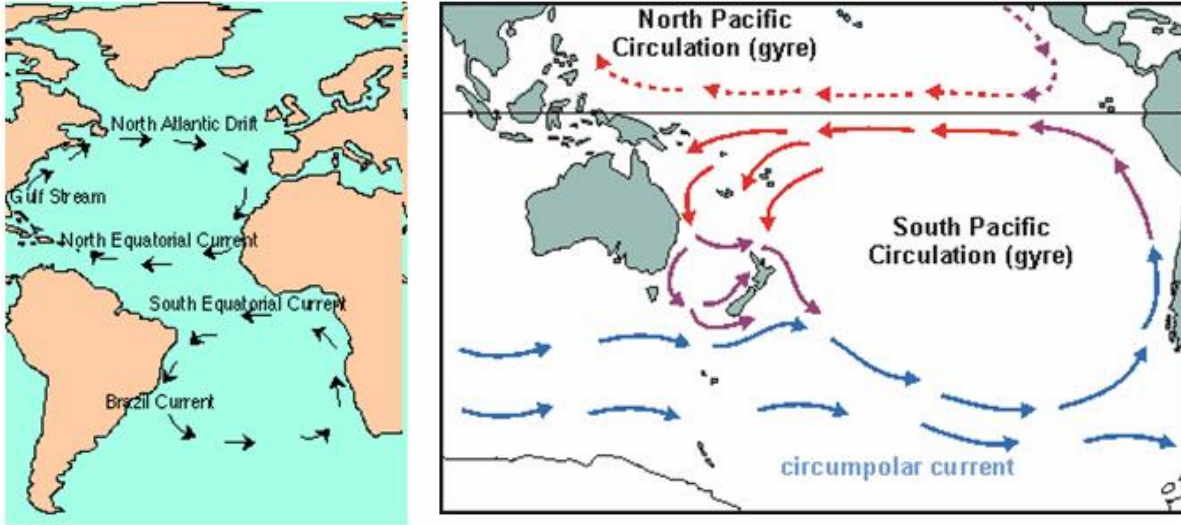 North Atlantic Drift
Gulf Stream
North Equatorial Current
South Equatorial Current
Brazil Current
North Pacific
Circulation (gyre)
South Pacific
Circulation (gyre)
circumpolar current